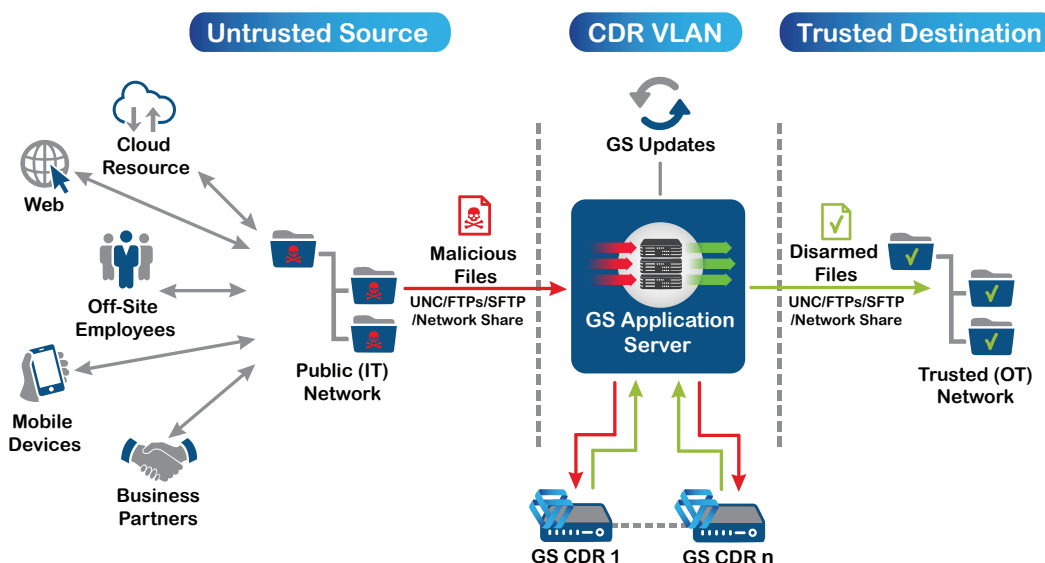 Untrusted Source
CDR VLAN
Trusted Destination
Cloud
Resource
Web
Off-Site
Employees
Mobile
Devices
Business
Partners
Public (IT)
Network
Malicious
Files
UNC/FTPs/SFTP
/Network Share
GS Updates
GS Application
Server
GS CDR 1
GS CDR n
Disarmed
Files
UNC/FTPs/SFTP
/Network Share
Trusted (OT)
Network